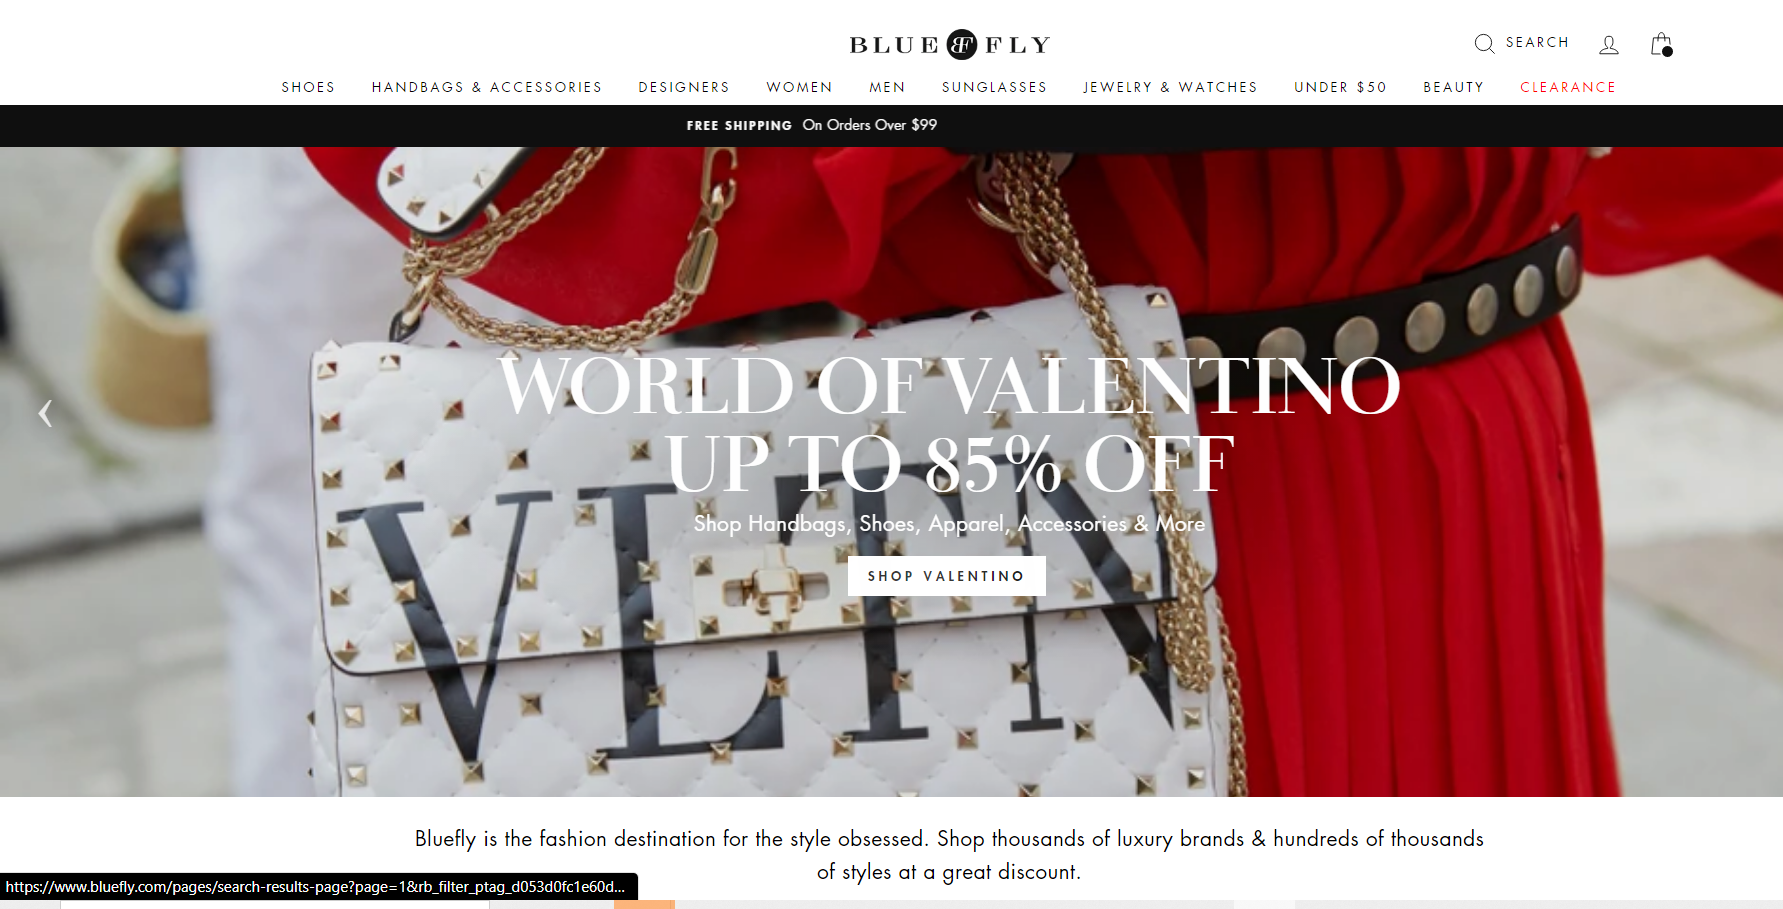 BLUEFLY
SEARCH
SHOES HANDBAGS & ACCESSORIES DESIGNERS WOMEN MEN SUNGLASSES JEWELRY & WATCHES UNDER $50 BEAUTY CLEARANCE
FREE SHIPPING On Orders Over $99
WORLD OF VALENTINO
UP TO 85% OFF
Shop Handbags, Shoes, Apparel, Accessories & More
SHOP VALENTINO
VLTN
Bluefly is the fashion destination for the style obsessed. Shop thousands of luxury brands & hundreds of thousands
of styles at a great discount.
https://www.bluefly.com/pages/search-results-page?page=1&rb_filter_ptag_d053d0fc1e60d...